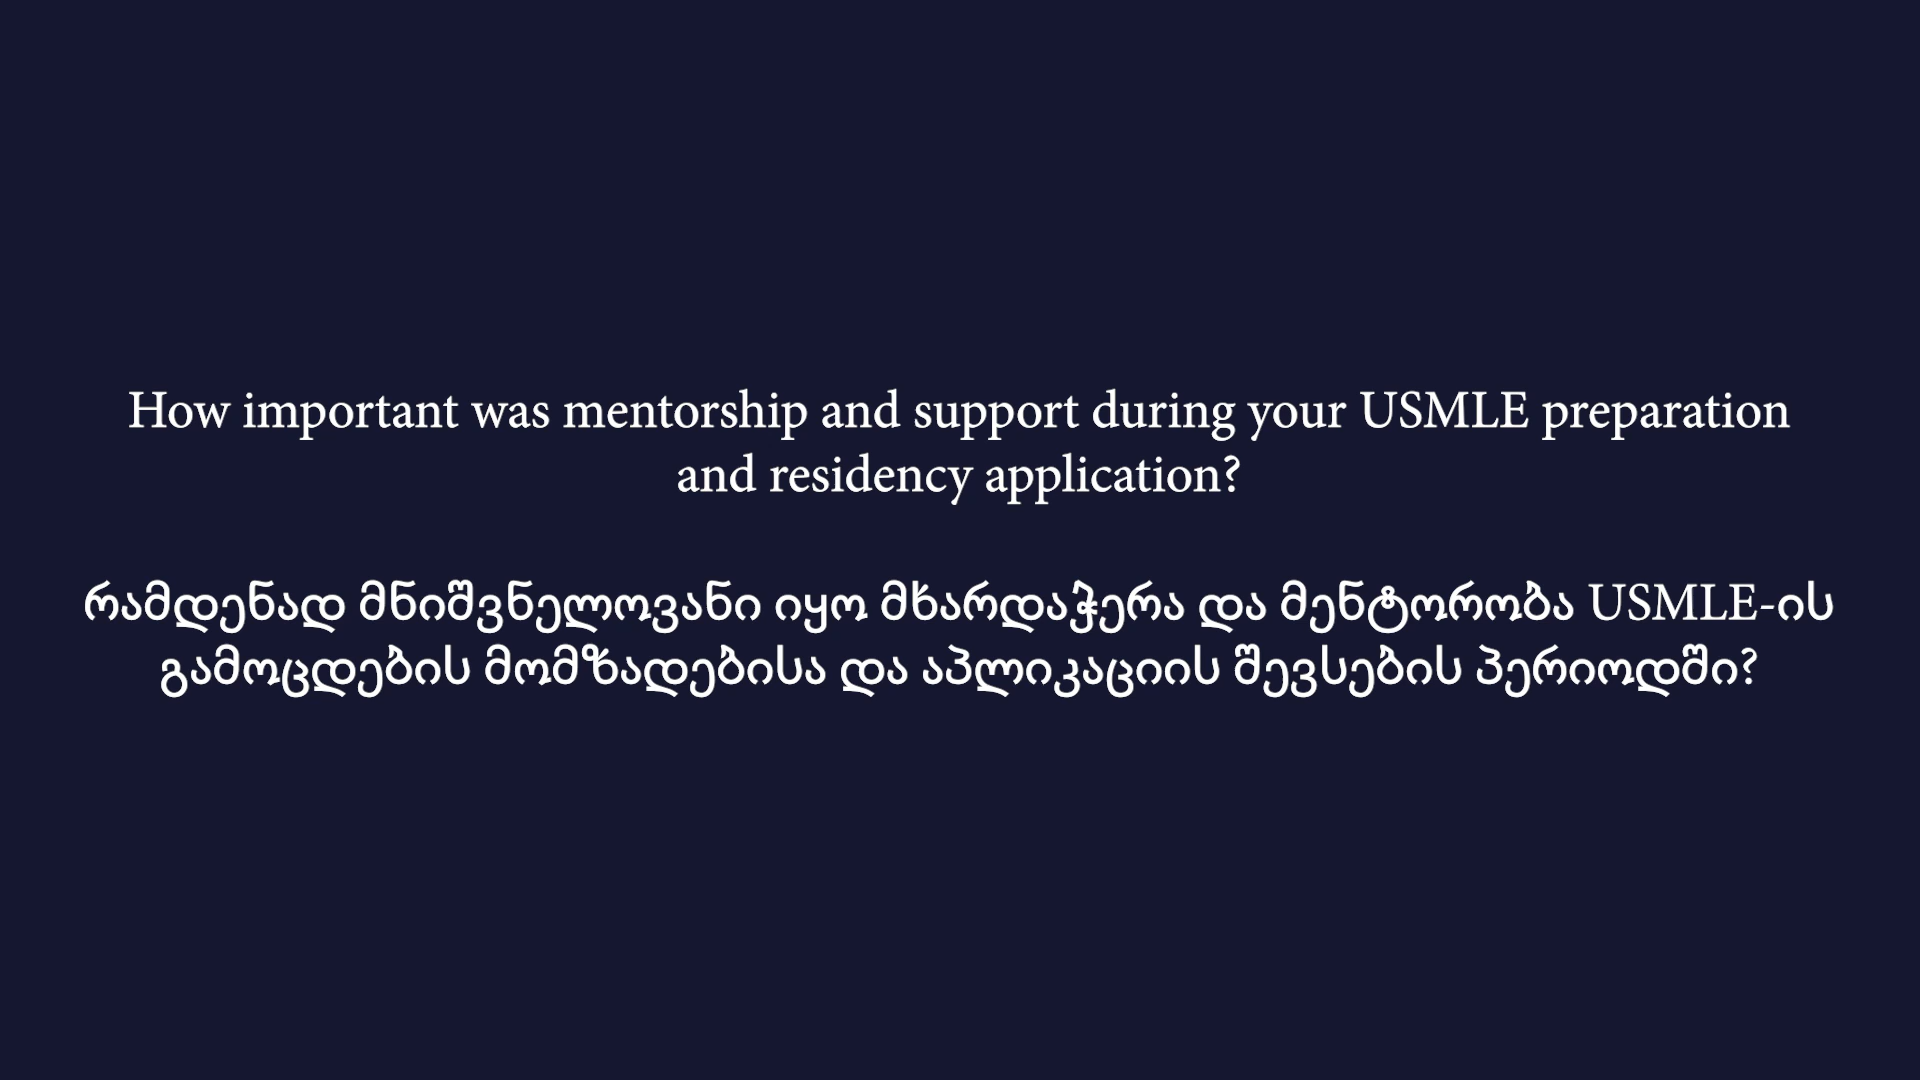 How important was mentorship and support during your USMLE preparation
and residency application?
რამდენად მნიშვნელოვანი იყო მხარდაჭერა და მენტორობა USMLE-ის
გამოცდების მომზადებისა და აპლიკაციის შევსების პერიოდში?